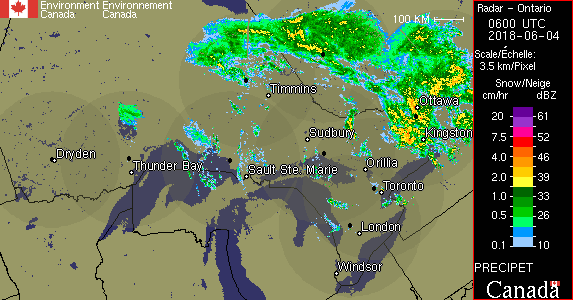 Environment Environnement
Canada Canada
100 KM
Timmins
Ottawa
Sudbury
Kingston
Dryden
Thunder Bay
Sault Ste. Marie
Orillia
Toronto
London
Windsor
Radar - Ontario
0600 UTC
2018-06-04
Scale/Échelle:
3.5 km/Pixel
Snow/Neige
cm/hr dBZ
20 61
7.5 52
4.0 46
2.0 39
1.0 33
0.5 26
0.1 10
PRECIPET
Canada